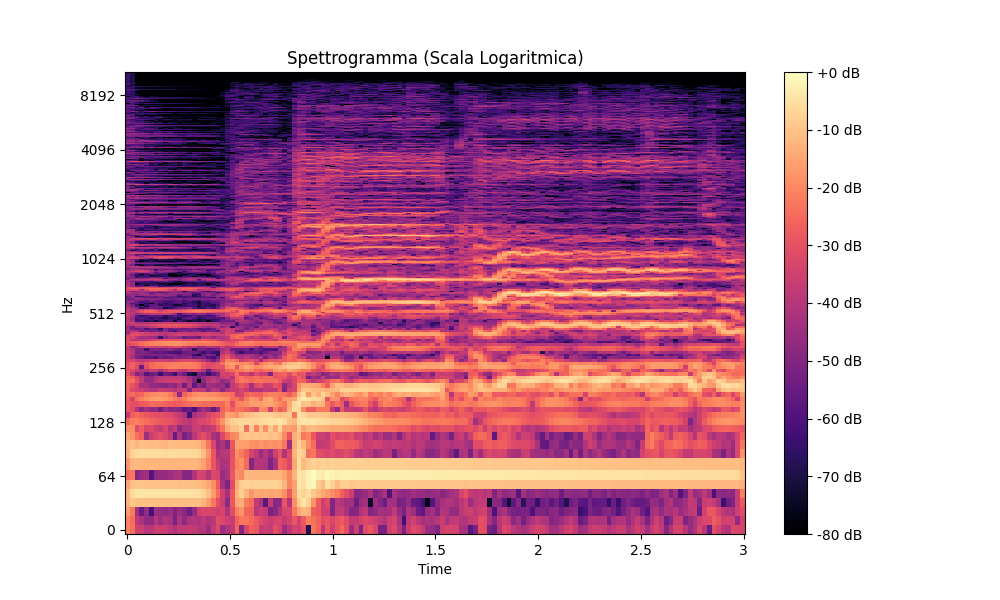 Spettrogramma (Scala Logaritmica)
8192
4096
2048
1024
512
256
128
64
0
Hz
0
0.5
1
1.5
2
2.5
3
Time
+0 dB
-10 dB
-20 dB
-30 dB
-40 dB
-50 dB
-60 dB
-70 dB
-80 dB